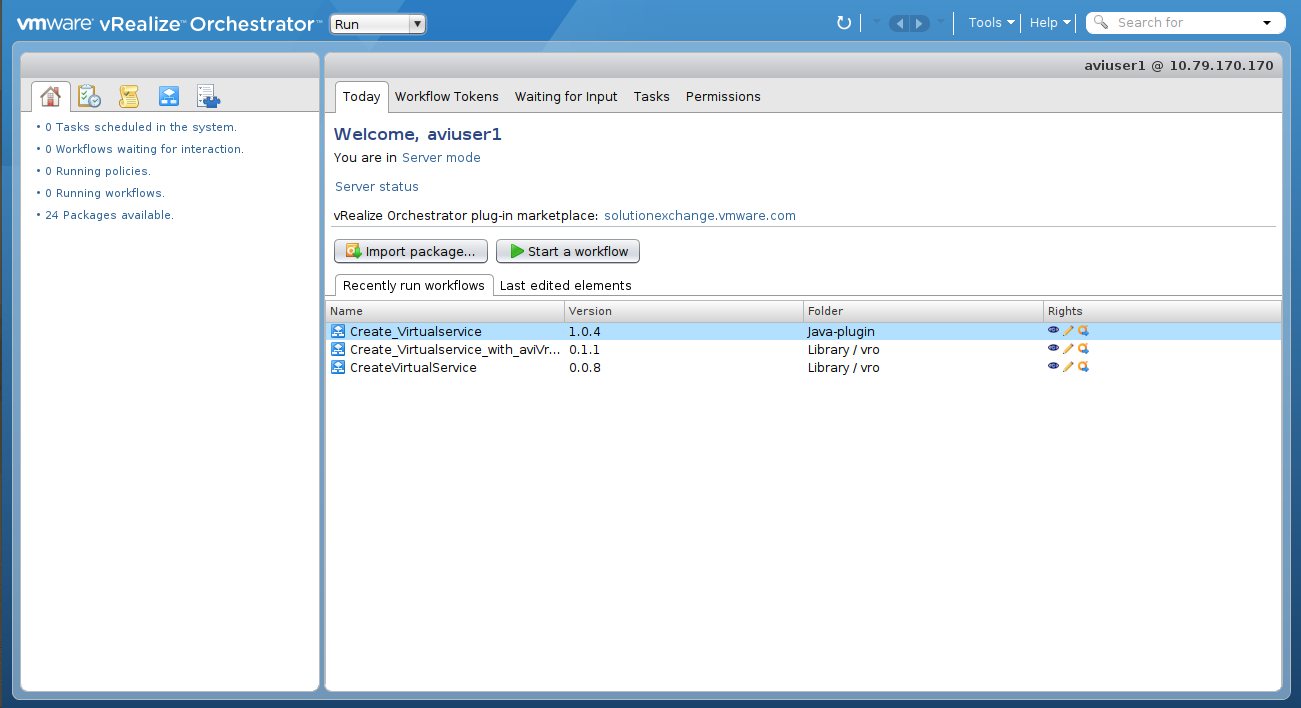 vmware vRealize Orchestrator™ Run Tools Help Search for
aviuser1 @ 10.79.170.170
• 0 Tasks scheduled in the system.
• 0 Workflows waiting for interaction.
• 0 Running policies.
• 0 Running workflows.
• 24 Packages available.
Today Workflow Tokens Waiting for Input Tasks Permissions
Welcome, aviuser1
You are in Server mode
Server status
vRealize Orchestrator plug-in marketplace: solutionexchange.vmware.com
Import package... Start a workflow
Recently run workflows Last edited elements
Name Version Folder Rights
Create_Virtualservice 1.0.4 Java-plugin
Create_Virtualservice_with_aviVr... 0.1.1 Library / vro
CreateVirtualService 0.0.8 Library / vro